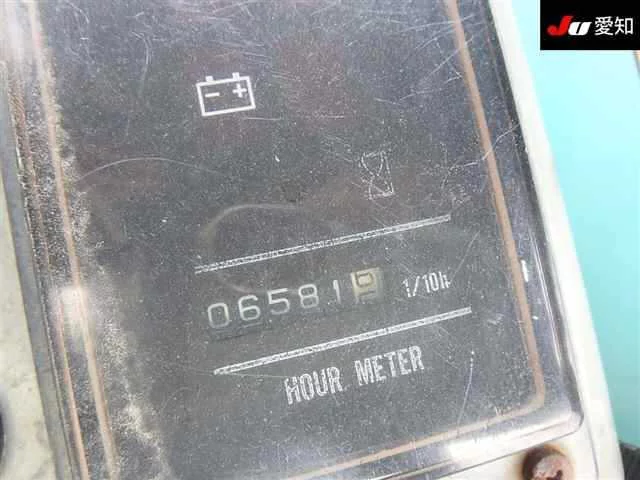 JU 愛知
- +
06581 1/10h
HOUR METER